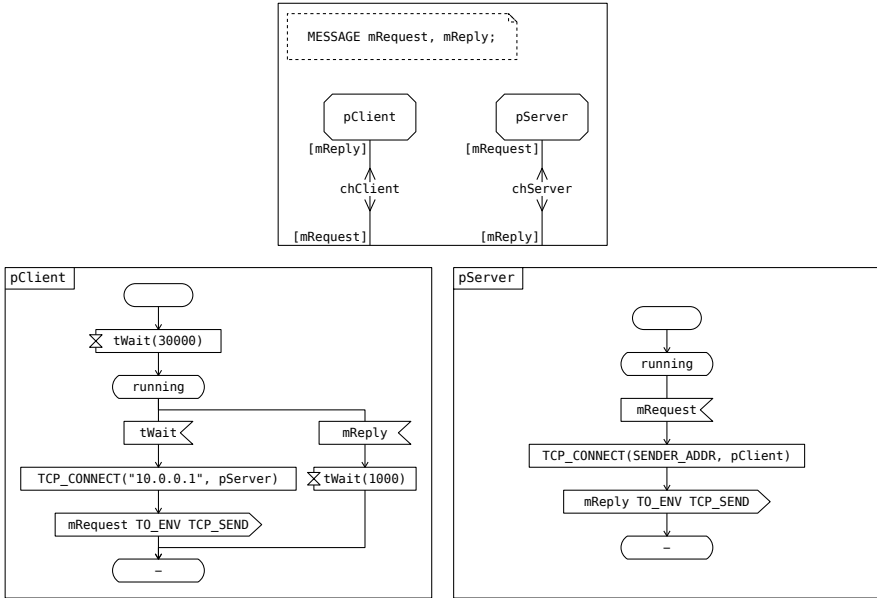 MESSAGE mRequest, mReply;
pClient
pServer
[mReply]
[mRequest]
chClient
chServer
[mRequest]
[mReply]
pClient
tWait(30000)
running
tWait
mReply
TCP_CONNECT("10.0.0.1", pServer)
tWait(1000)
mRequest TO_ENV TCP_SEND
–
pServer
running
mRequest
TCP_CONNECT(SENDER_ADDR, pClient)
mReply TO_ENV TCP_SEND
–